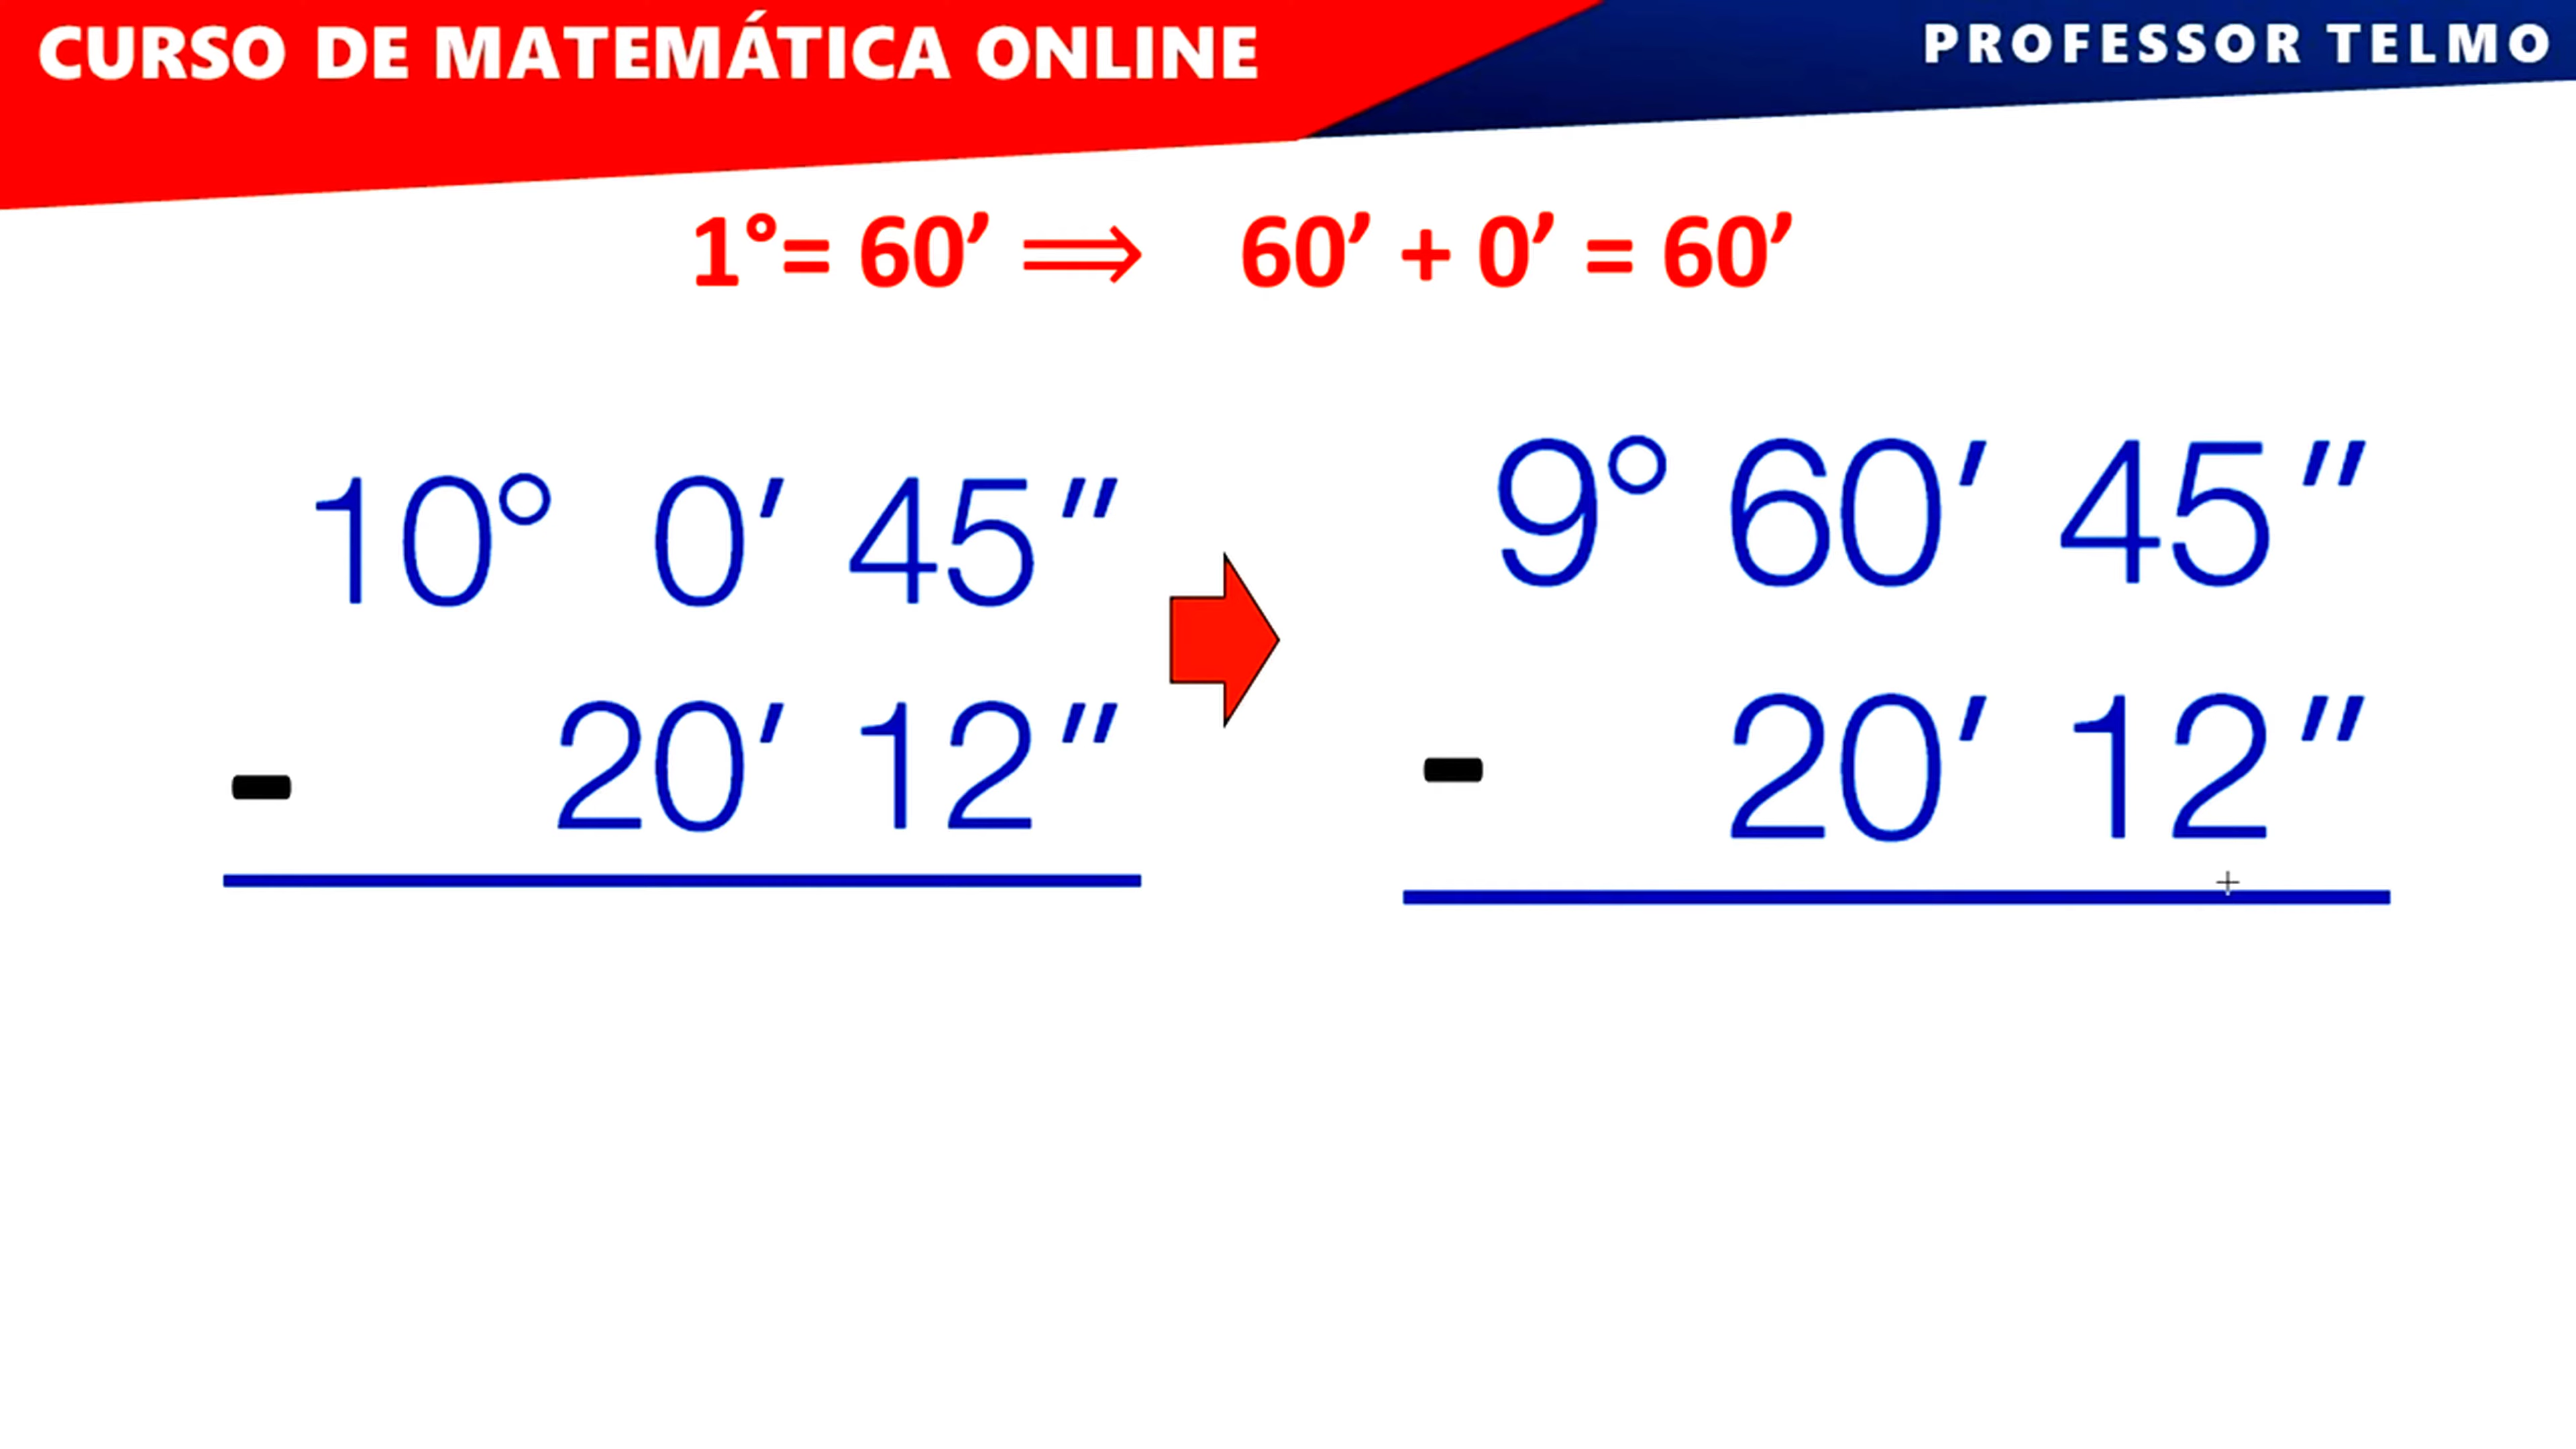 CURSO DE MATEMÁTICA ONLINE
PROFESSOR TELMO
1°= 60’ ⟹ 60’ + 0’ = 60’
10° 0′ 45″
- 20′ 12″
9° 60′ 45″
- 20′ 12″